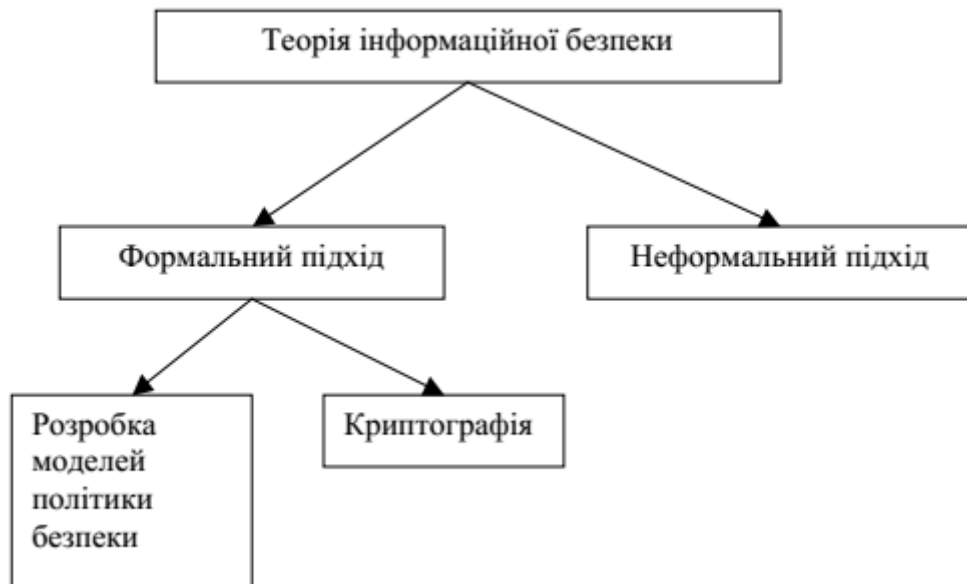 Теорія інформаційної безпеки
Формальний підхід
Неформальний підхід
Розробка
моделей
політики
безпеки
Криптографія